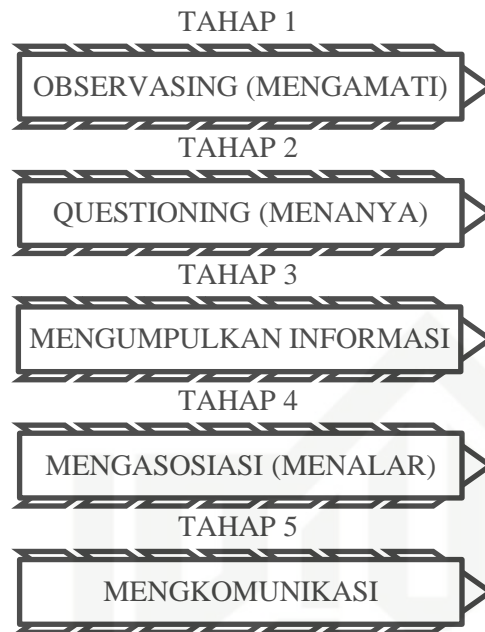 TAHAP 1
OBSERVASING (MENGAMATI)
TAHAP 2
QUESTIONING (MENANYA)
TAHAP 3
MENGUMPULKAN INFORMASI
TAHAP 4
MENGASOSIASI (MENALAR)
TAHAP 5
MENGKOMUNIKASI